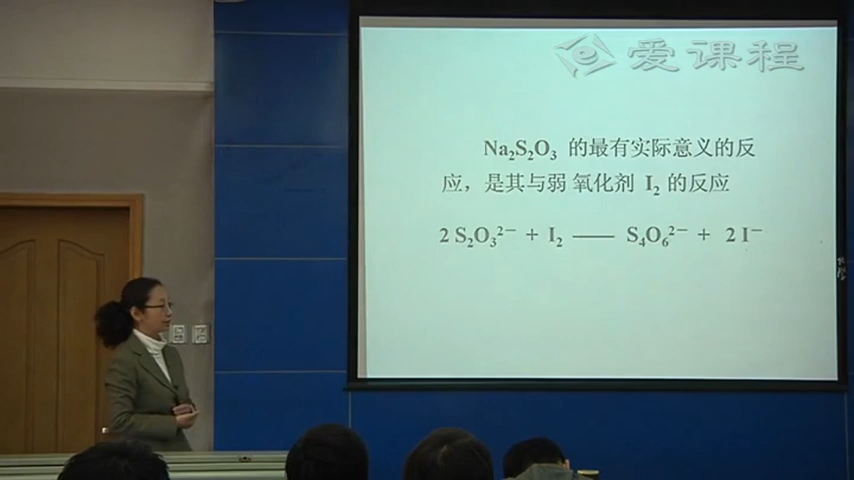 爱课程
Na₂S₂O₃ 的最有实际意义的反
应，是其与弱 氧化剂 I₂ 的反应
2 S₂O₃²⁻ + I₂ —— S₄O₆²⁻ + 2 I⁻